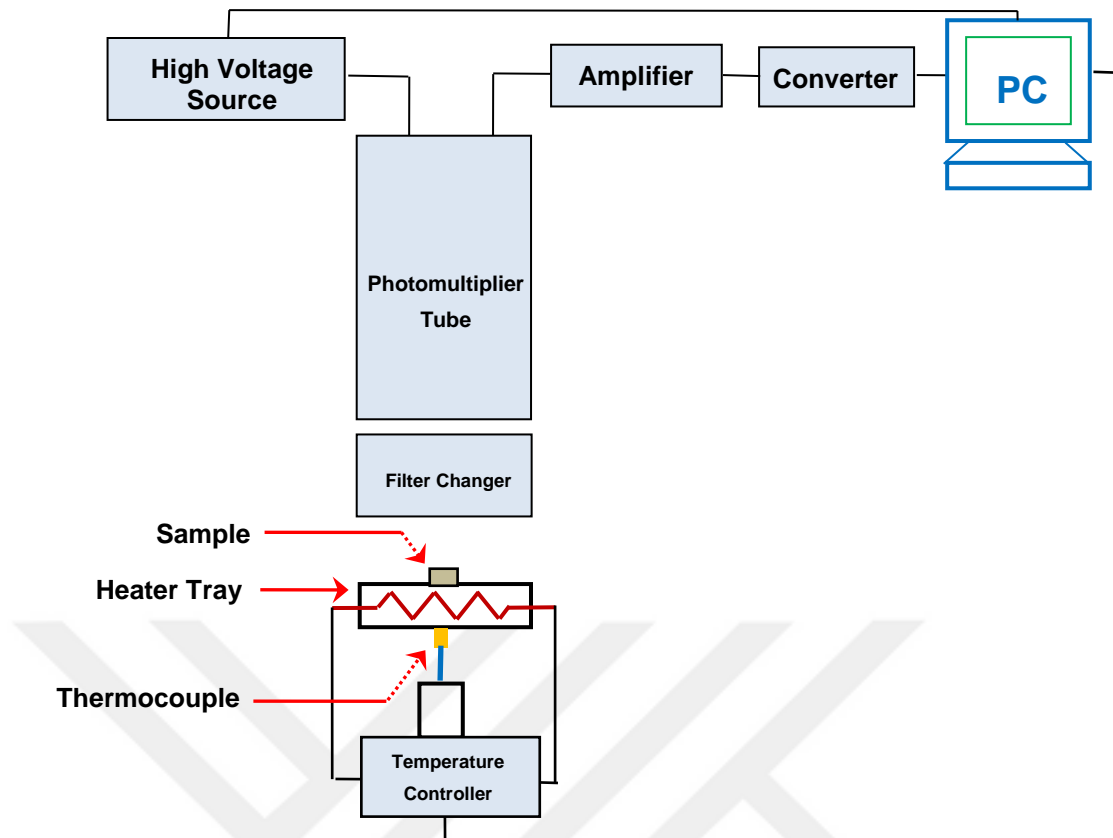 High Voltage
Source
Amplifier
Converter
PC
Photomultiplier
Tube
Filter Changer
Sample
Heater Tray
Thermocouple
Temperature
Controller